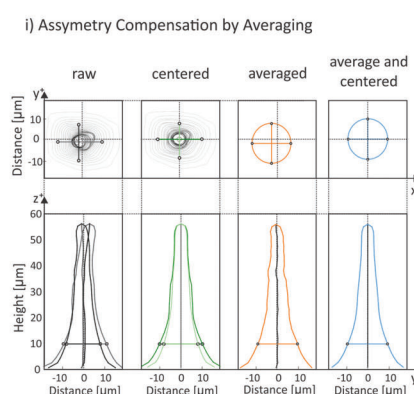 i) Assymetry Compensation by Averaging
raw
centered
averaged
average and
centered
y*
Distance [µm]
10
0
-10
x
z*
Height [µm]
60
50
40
30
20
10
0
-10 0 10
-10 0 10
-10 0 10
-10 0 10
y
Distance [µm]
Distance [µm]
Distance [µm]
Distance [µm]